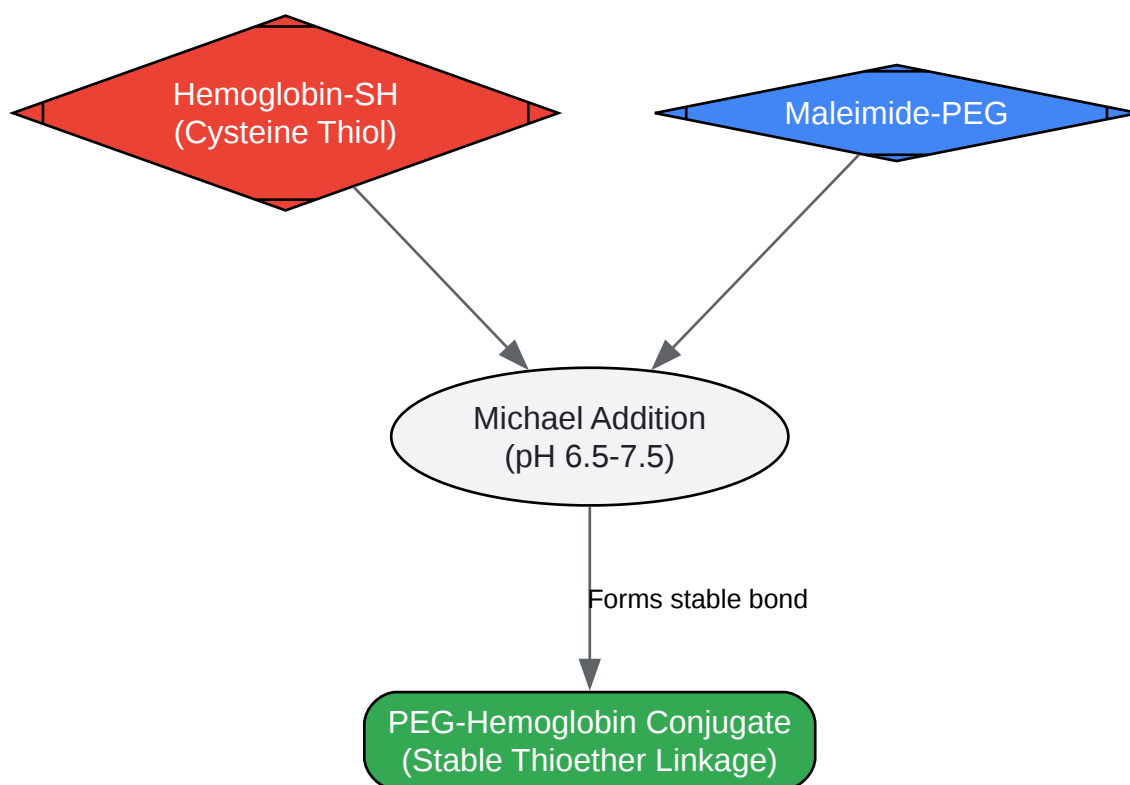 Hemoglobin-SH
(Cysteine Thiol)
Maleimide-PEG
Michael Addition
(pH 6.5-7.5)
Forms stable bond
PEG-Hemoglobin Conjugate
(Stable Thioether Linkage)